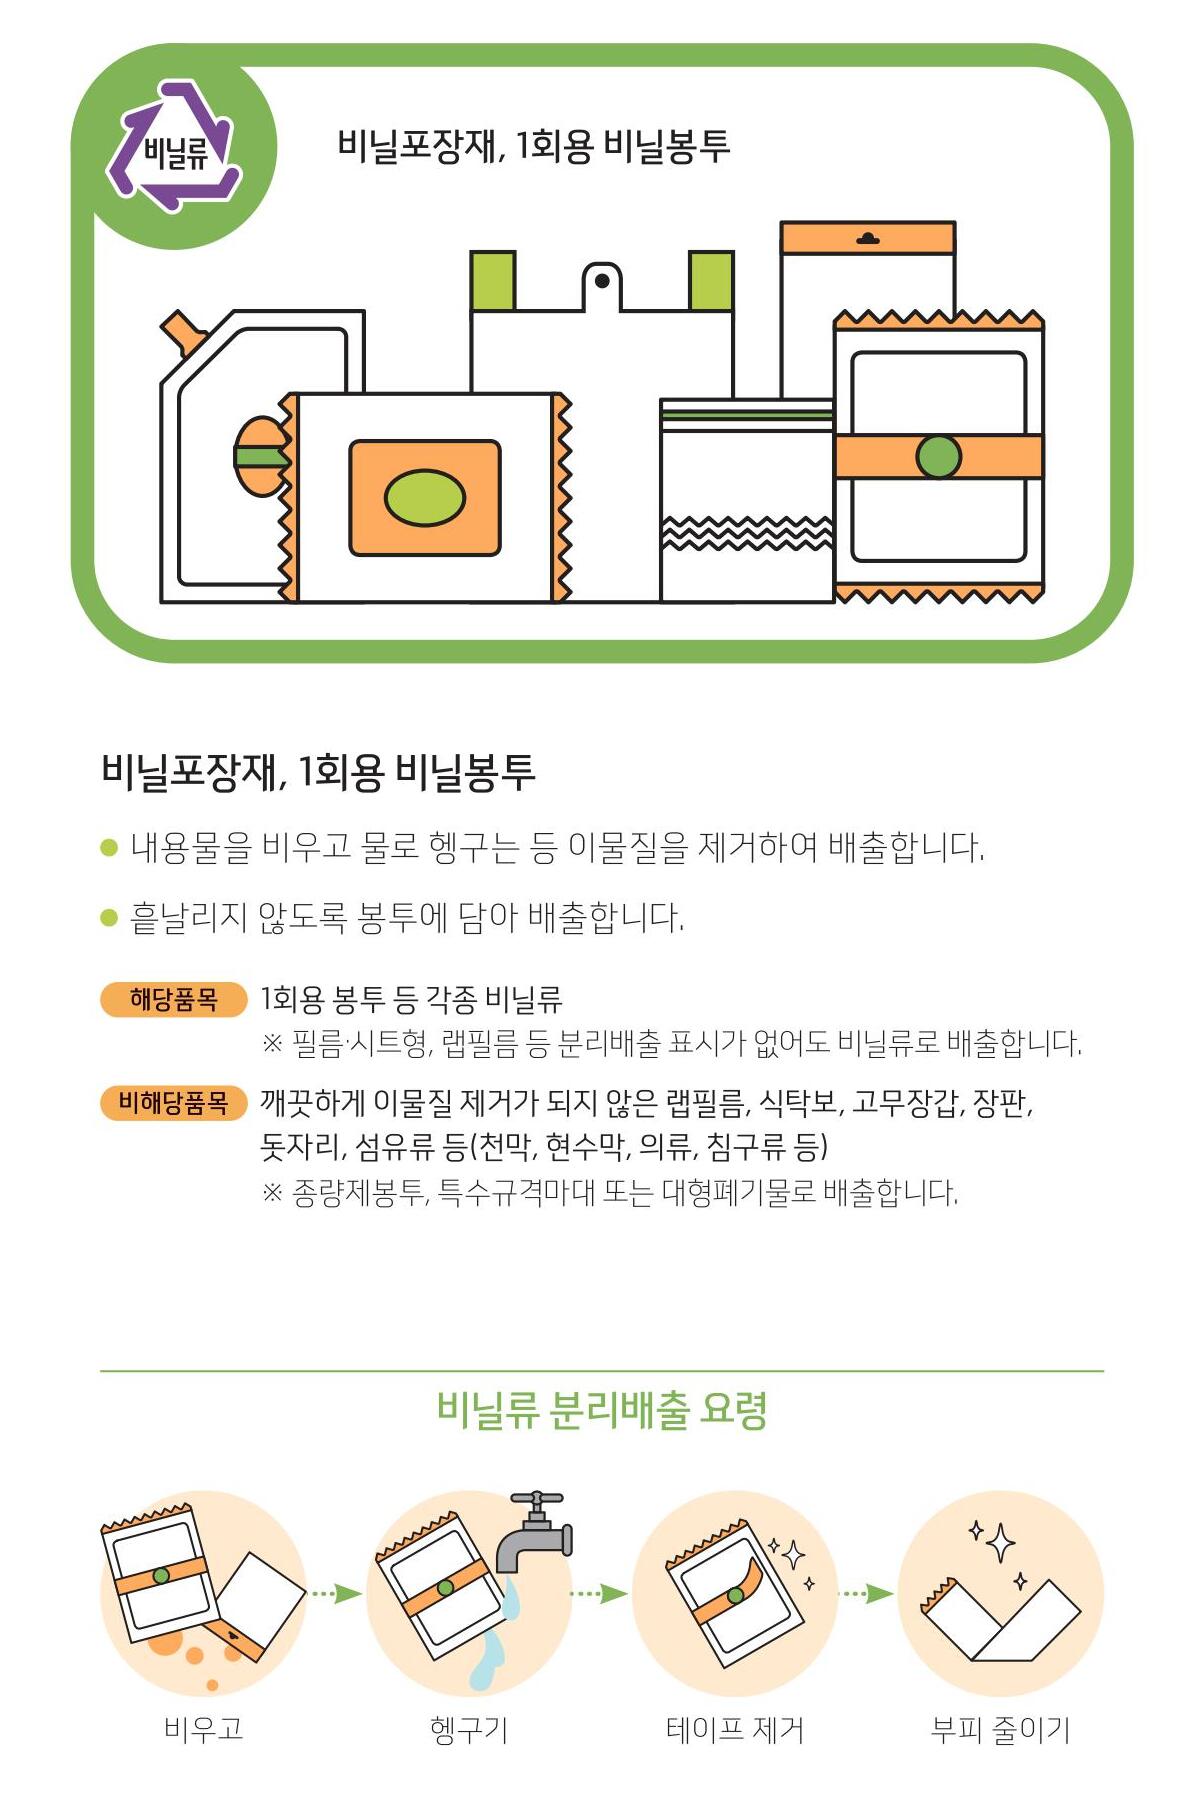 비닐류
비닐포장재, 1회용 비닐봉투
비닐포장재, 1회용 비닐봉투
내용물을 비우고 물로 헹구는 등 이물질을 제거하여 배출합니다.
흩날리지 않도록 봉투에 담아 배출합니다.
해당품목 1회용 봉투 등 각종 비닐류
※ 필름·시트형, 랩필름 등 분리배출 표시가 없어도 비닐류로 배출합니다.
비해당품목 깨끗하게 이물질 제거가 되지 않은 랩필름, 식탁보, 고무장갑, 장판,
돗자리, 섬유류 등(천막, 현수막, 의류, 침구류 등)
※ 종량제봉투, 특수규격마대 또는 대형폐기물로 배출합니다.
비닐류 분리배출 요령
비우고
헹구기
테이프 제거
부피 줄이기